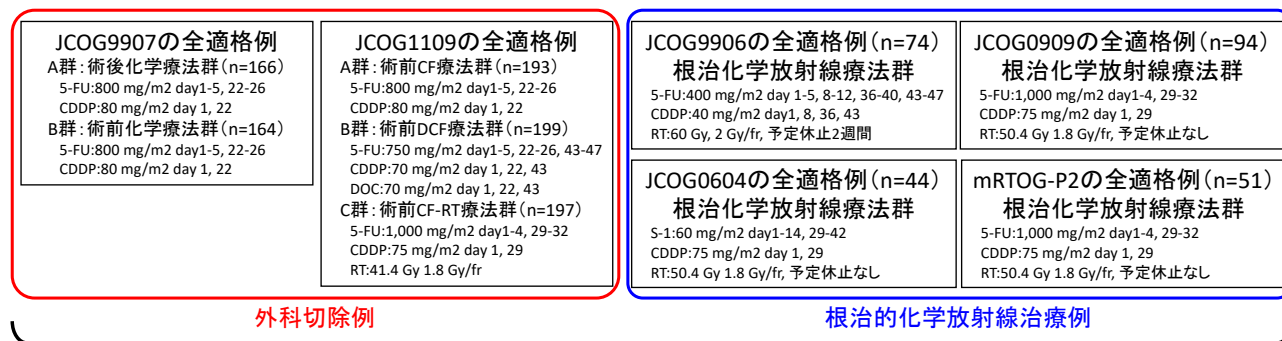 JCOG9907の全適格例
A群：術後化学療法群（n=166）
5-FU:800 mg/m2 day1-5, 22-26
CDDP:80 mg/m2 day 1, 22
B群：術前化学療法群（n=164）
5-FU:800 mg/m2 day1-5, 22-26
CDDP:80 mg/m2 day 1, 22
JCOG1109の全適格例
A群：術前CF療法群（n=193）
5-FU:800 mg/m2 day1-5, 22-26
CDDP:80 mg/m2 day 1, 22
B群：術前DCF療法群（n=199）
5-FU:750 mg/m2 day1-5, 22-26, 43-47
CDDP:70 mg/m2 day 1, 22, 43
DOC:70 mg/m2 day 1, 22, 43
C群：術前CF-RT療法群（n=197）
5-FU:1,000 mg/m2 day1-4, 29-32
CDDP:75 mg/m2 day 1, 29
RT:41.4 Gy 1.8 Gy/fr
外科切除例
JCOG9906の全適格例（n=74）
根治化学放射線療法群
5-FU:400 mg/m2 day 1-5, 8-12, 36-40, 43-47
CDDP:40 mg/m2 day1, 8, 36, 43
RT:60 Gy, 2 Gy/fr, 予定休止2週間
JCOG0909の全適格例（n=94）
根治化学放射線療法群
5-FU:1,000 mg/m2 day1-4, 29-32
CDDP:75 mg/m2 day 1, 29
RT:50.4 Gy 1.8 Gy/fr, 予定休止なし
JCOG0604の全適格例（n=44）
根治化学放射線療法群
S-1:60 mg/m2 day1-14, 29-42
CDDP:75 mg/m2 day 1, 29
RT:50.4 Gy 1.8 Gy/fr, 予定休止なし
mRTOG-P2の全適格例（n=51）
根治化学放射線療法群
5-FU:1,000 mg/m2 day1-4, 29-32
CDDP:75 mg/m2 day 1, 29
RT:50.4 Gy 1.8 Gy/fr, 予定休止なし
根治的化学放射線治療例